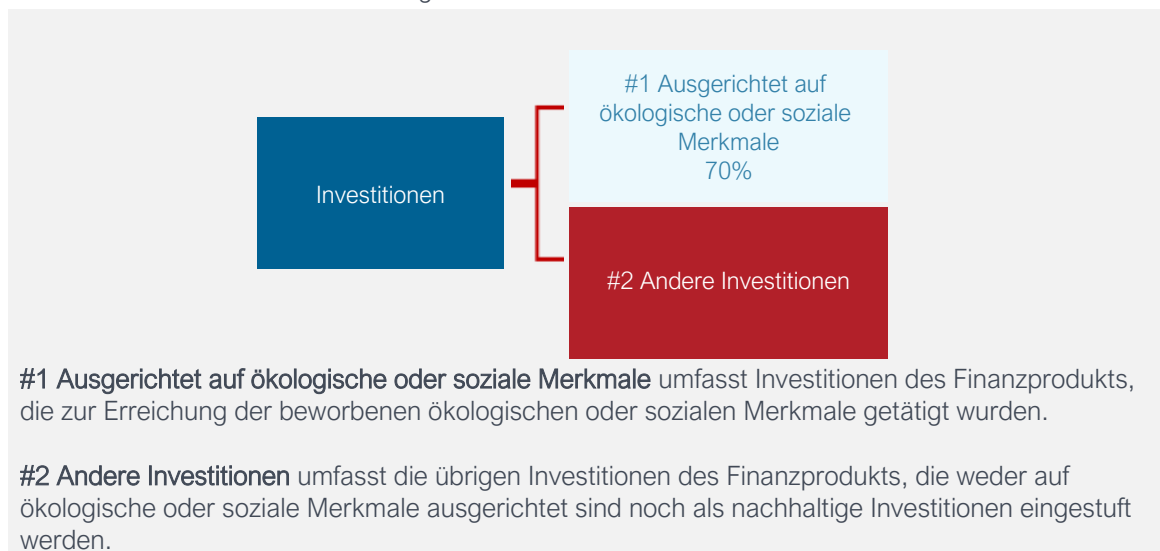 #1 Ausgerichtet auf
ökologische oder soziale
Merkmale
70%
Investitionen
#2 Andere Investitionen
#1 Ausgerichtet auf ökologische oder soziale Merkmale umfasst Investitionen des Finanzprodukts,
die zur Erreichung der beworbenen ökologischen oder sozialen Merkmale getätigt wurden.
#2 Andere Investitionen umfasst die übrigen Investitionen des Finanzprodukts, die weder auf
ökologische oder soziale Merkmale ausgerichtet sind noch als nachhaltige Investitionen eingestuft
werden.